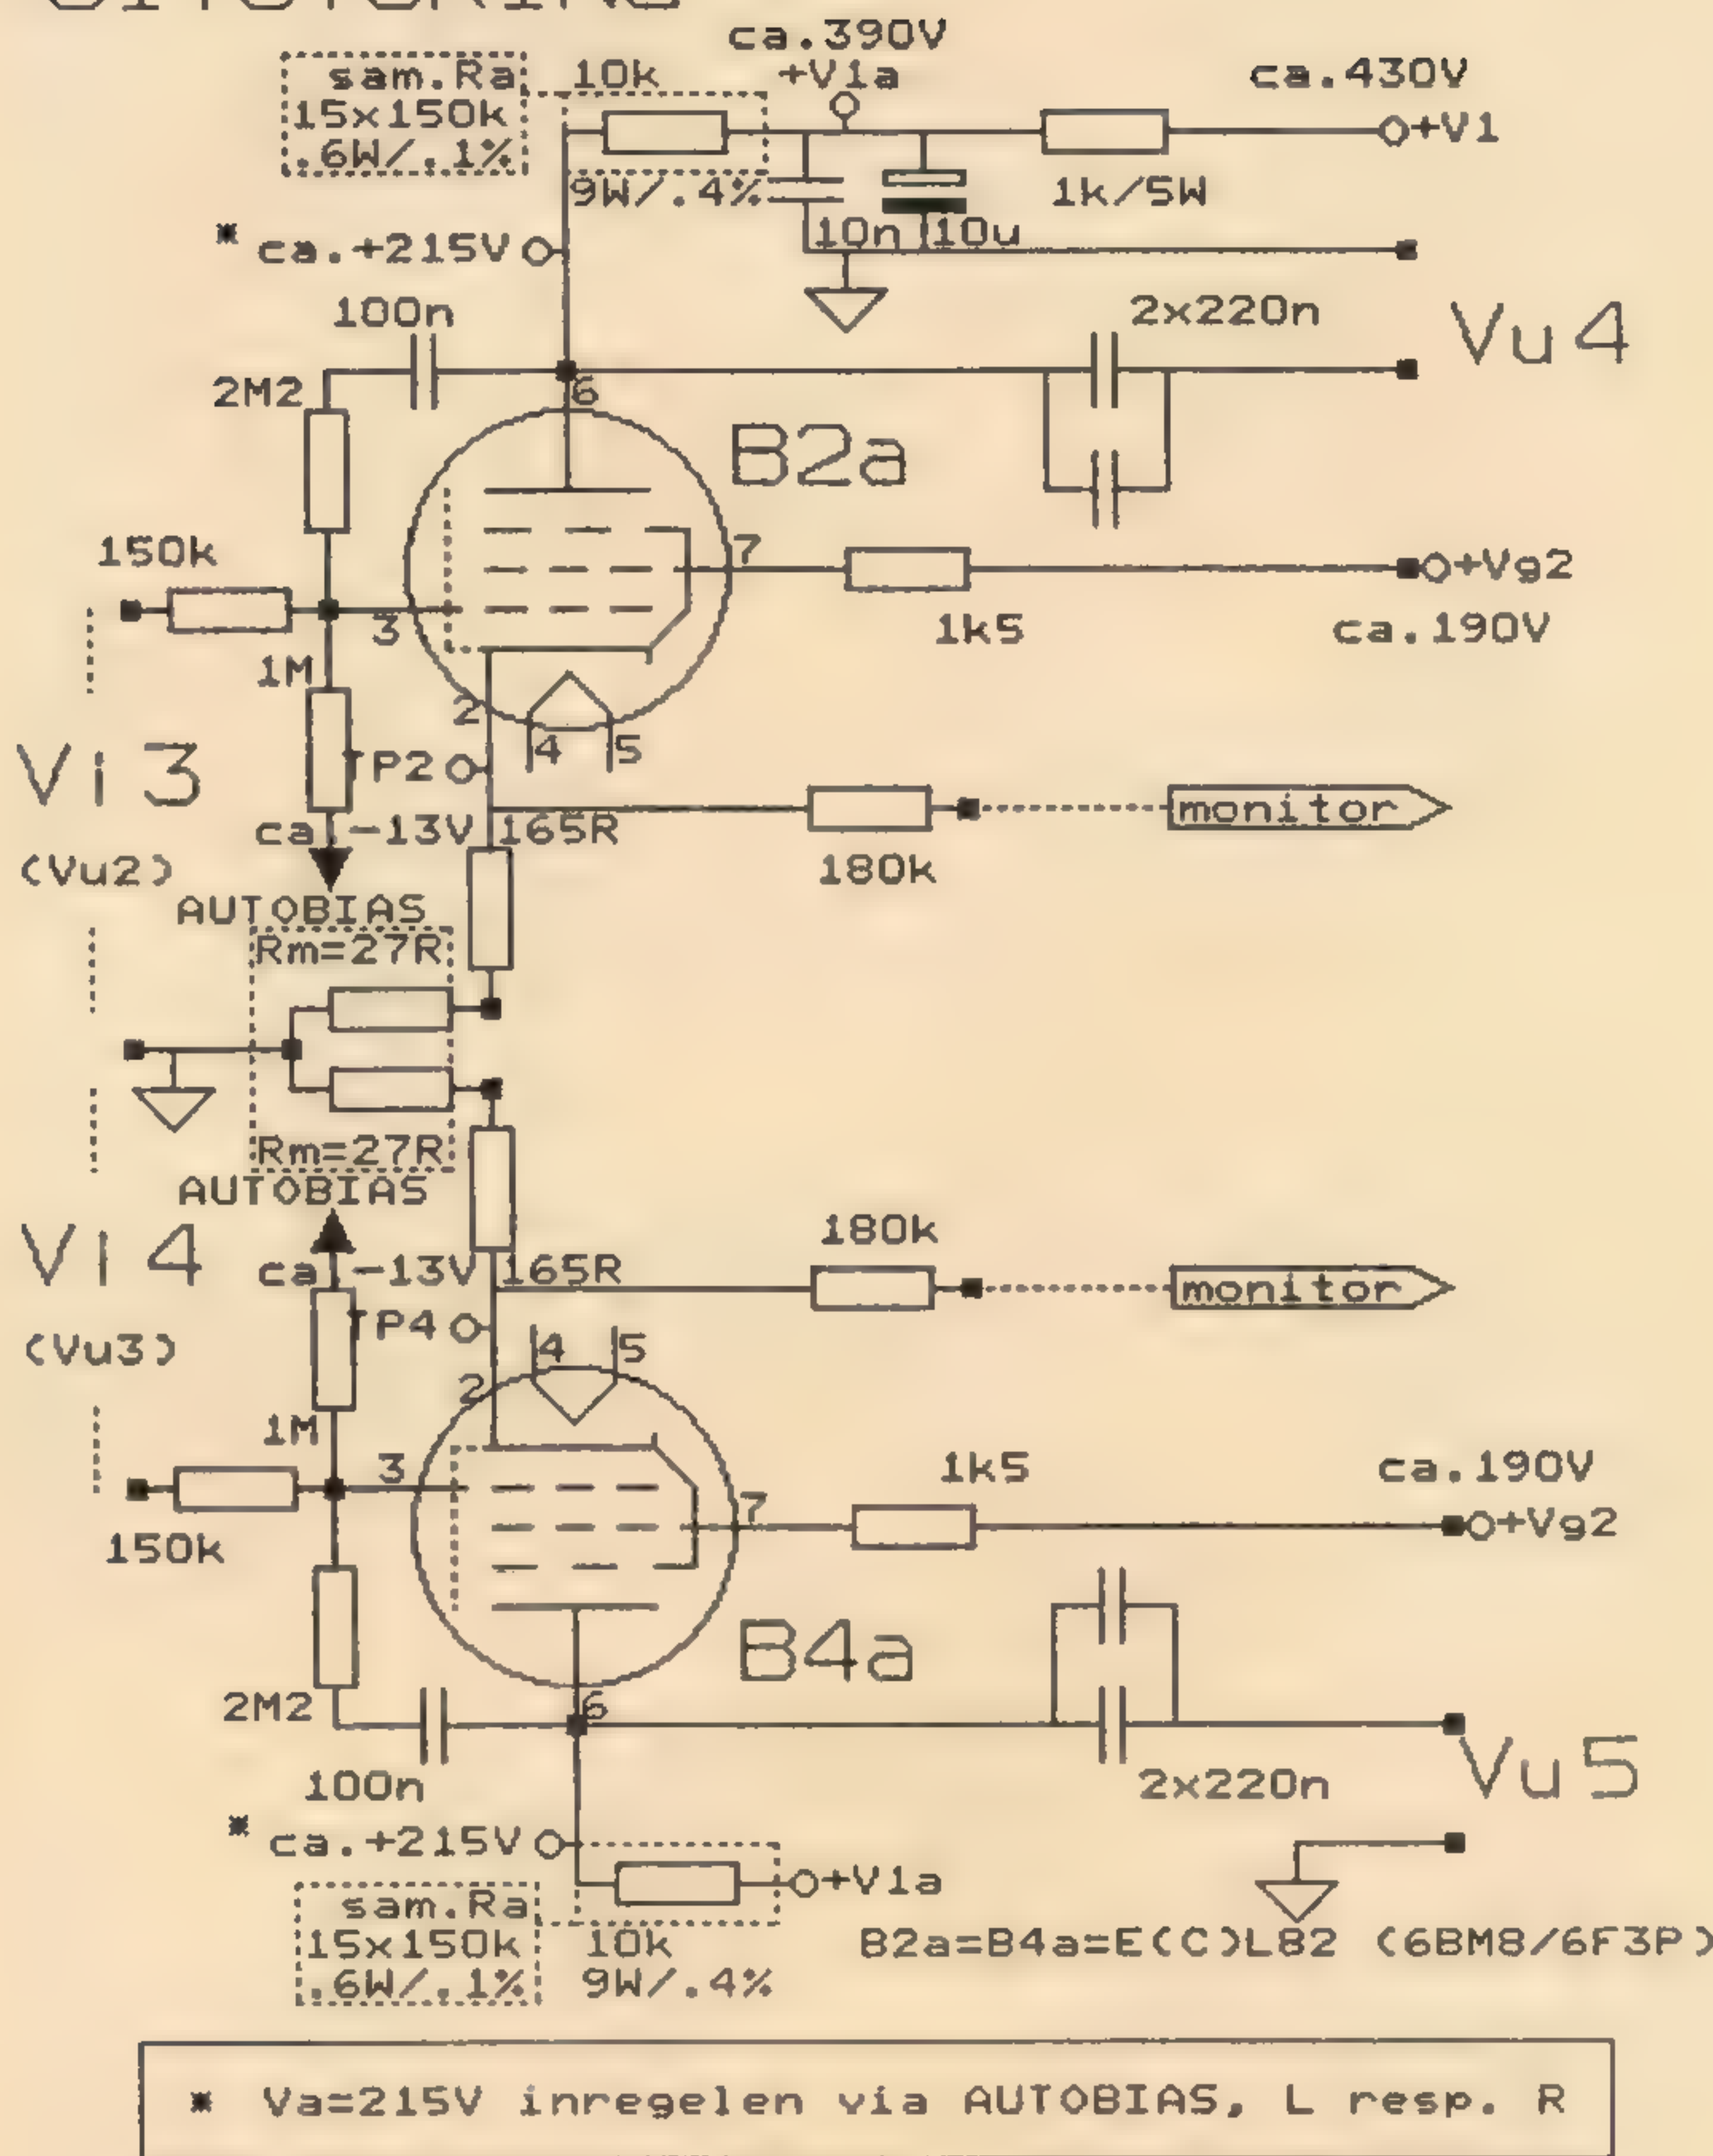 ca.390V
sam.Ra 10k +V1a ca.430V
15x150k
.6W/.1% +V1
9W/.4% 1k/5W
10n 10u
* ca.+215V
100n 2x220n Vu4
2M2 6
B2a
150k 7 +Vg2
3 1k5 ca.190V
1M
2
4 5
Vi3 TP2
monitor
ca.-13V 165R
(Vu2) 180k
AUTOBIAS
Rm=27R
Rm=27R
AUTOBIAS
180k
Vi4 ca.-13V 165R
monitor
TP4
(Vu3) 4 5
2
1M
3 1k5 ca.190V
7 +Vg2
150k
B4a
2M2 6
Vu5
100n 2x220n
* ca.+215V
+V1a
sam.Ra
15x150k 10k B2a=B4a=E(C)L82 (6BM8/6F3P)
.6W/.1% 9W/.4%
* Va=215V inregelen via AUTOBIAS, L resp. R